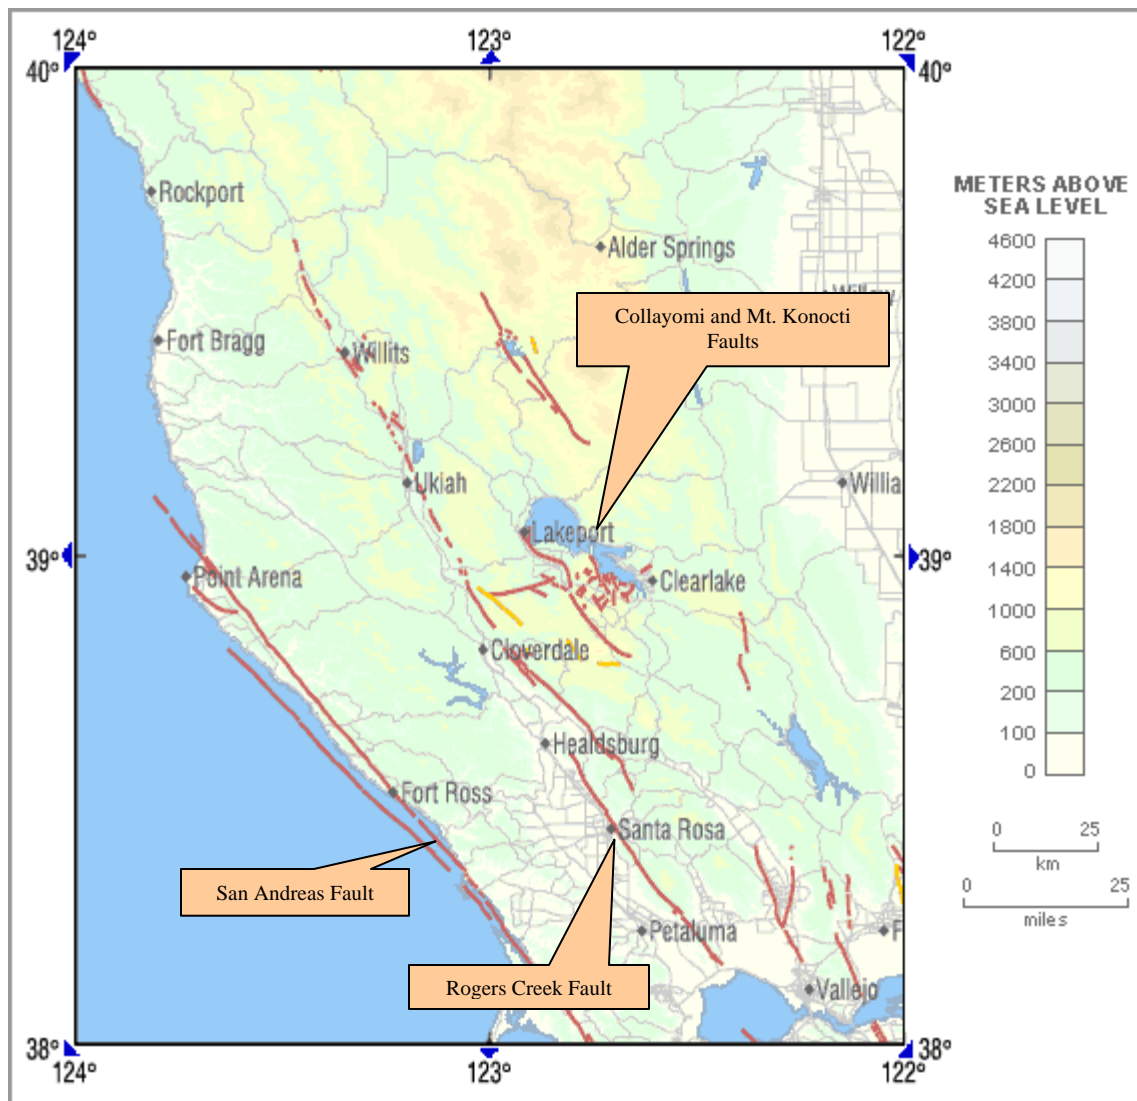 124° 123° 122°
40° 40°
Rockport
METERS ABOVE
SEA LEVEL
4600
Alder Springs
4200
Collayomi and Mt. Konocti
Faults
3800
Fort Bragg
Willits
3400
3000
2600
Ukiah
Willia
2200
Lakeport
1800
39° 39°
Point Arena
Clearlake
1400
1000
Cloverdale
600
200
Healdsburg
100
0
Fort Ross
Santa Rosa
0 25
km
San Andreas Fault
0 25
miles
Petaluma
F
Rogers Creek Fault
Vallejo
38° 38°
124° 123° 122°